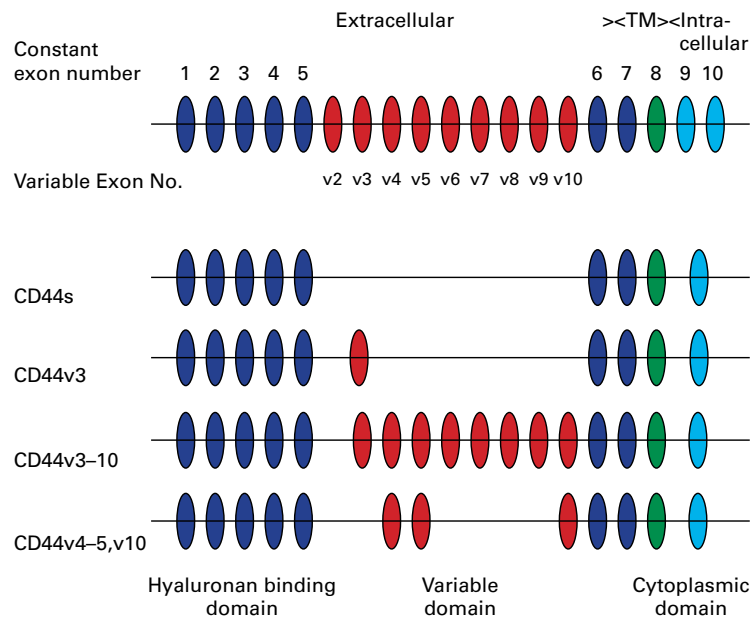 Extracellular
><TM><Intra-
cellular
Constant
exon number
1 2 3 4 5 6 7 8 9 10
Variable Exon No.
v2 v3 v4 v5 v6 v7 v8 v9 v10
CD44s
CD44v3
CD44v3–10
CD44v4–5,v10
Hyaluronan binding
domain
Variable
domain
Cytoplasmic
domain